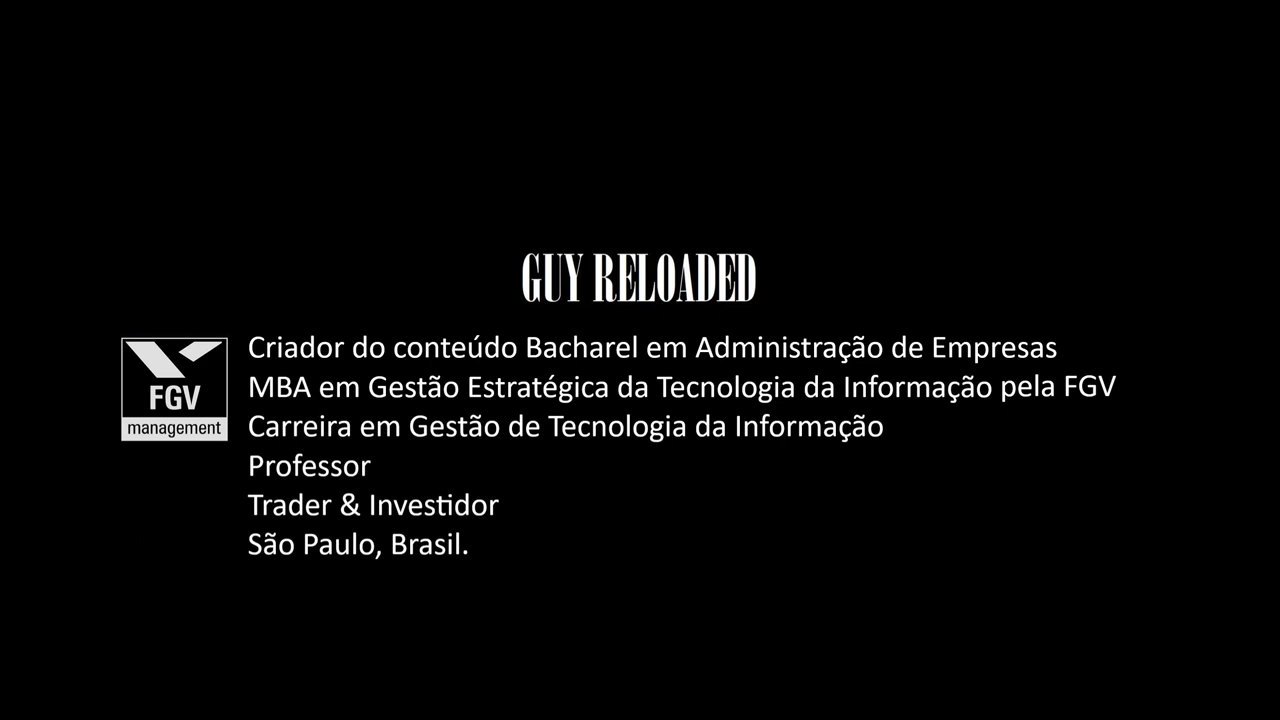 GUY RELOADED
FGV
management
Criador do conteúdo Bacharel em Administração de Empresas
MBA em Gestão Estratégica da Tecnologia da Informação pela FGV
Carreira em Gestão de Tecnologia da Informação
Professor
Trader & Investidor
São Paulo, Brasil.